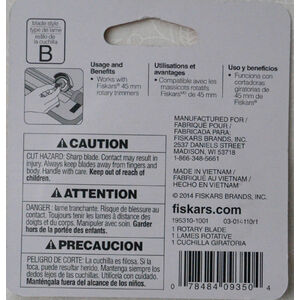 blade style
type de lame
estilo de
la cuchilla
B
Usage and
Benefits
• Works with
Fiskars® 45 mm
rotary trimmers
Utilisations et
avantages
• Compatible avec les
massicots rotatifs
Fiskars^MD de 45 mm
Uso y beneficios
• Funciona con
cortadoras
giratorias de
45 mm de
Fiskars®
CAUTION
CUT HAZARD: Sharp blade. Contact may result in
injury. Always keep blades away from fingers and
body. Handle with care. Keep out of reach of
children.
ATTENTION
DANGER : lame tranchante. Risque de blessure au
contact. Toujours tenir les lames à distance des
doigts et du corps. Manipuler avec soin. Garder
hors de la portée des enfants.
PRECAUCION
PELIGRO DE CORTE: La cuchilla es filosa. Si la
toca, puede resultar herido. Mantenga siempre
dedos lejos de las cuchillas. Úselas con cuidado.
Manténgala fuera del alcance de los niños.
MANUFACTURED FOR/
FABRIQUÉ POUR /
FABRICADA PARA:
FISKARS BRANDS, INC.
2537 DANIELS STREET
MADISON, WI 53718
1-866-348-5661
MADE IN VIETNAM /
FABRIQUÉ AU VIETNAM /
HECHO EN VIETNAM
© 2014 FISKARS BRANDS, INC.
fiskars.com
195310-1001
1 ROTARY BLADE
1 LAMES ROTATIVE
1 CUCHILLA GIRATORIA
0 78484 09350 4